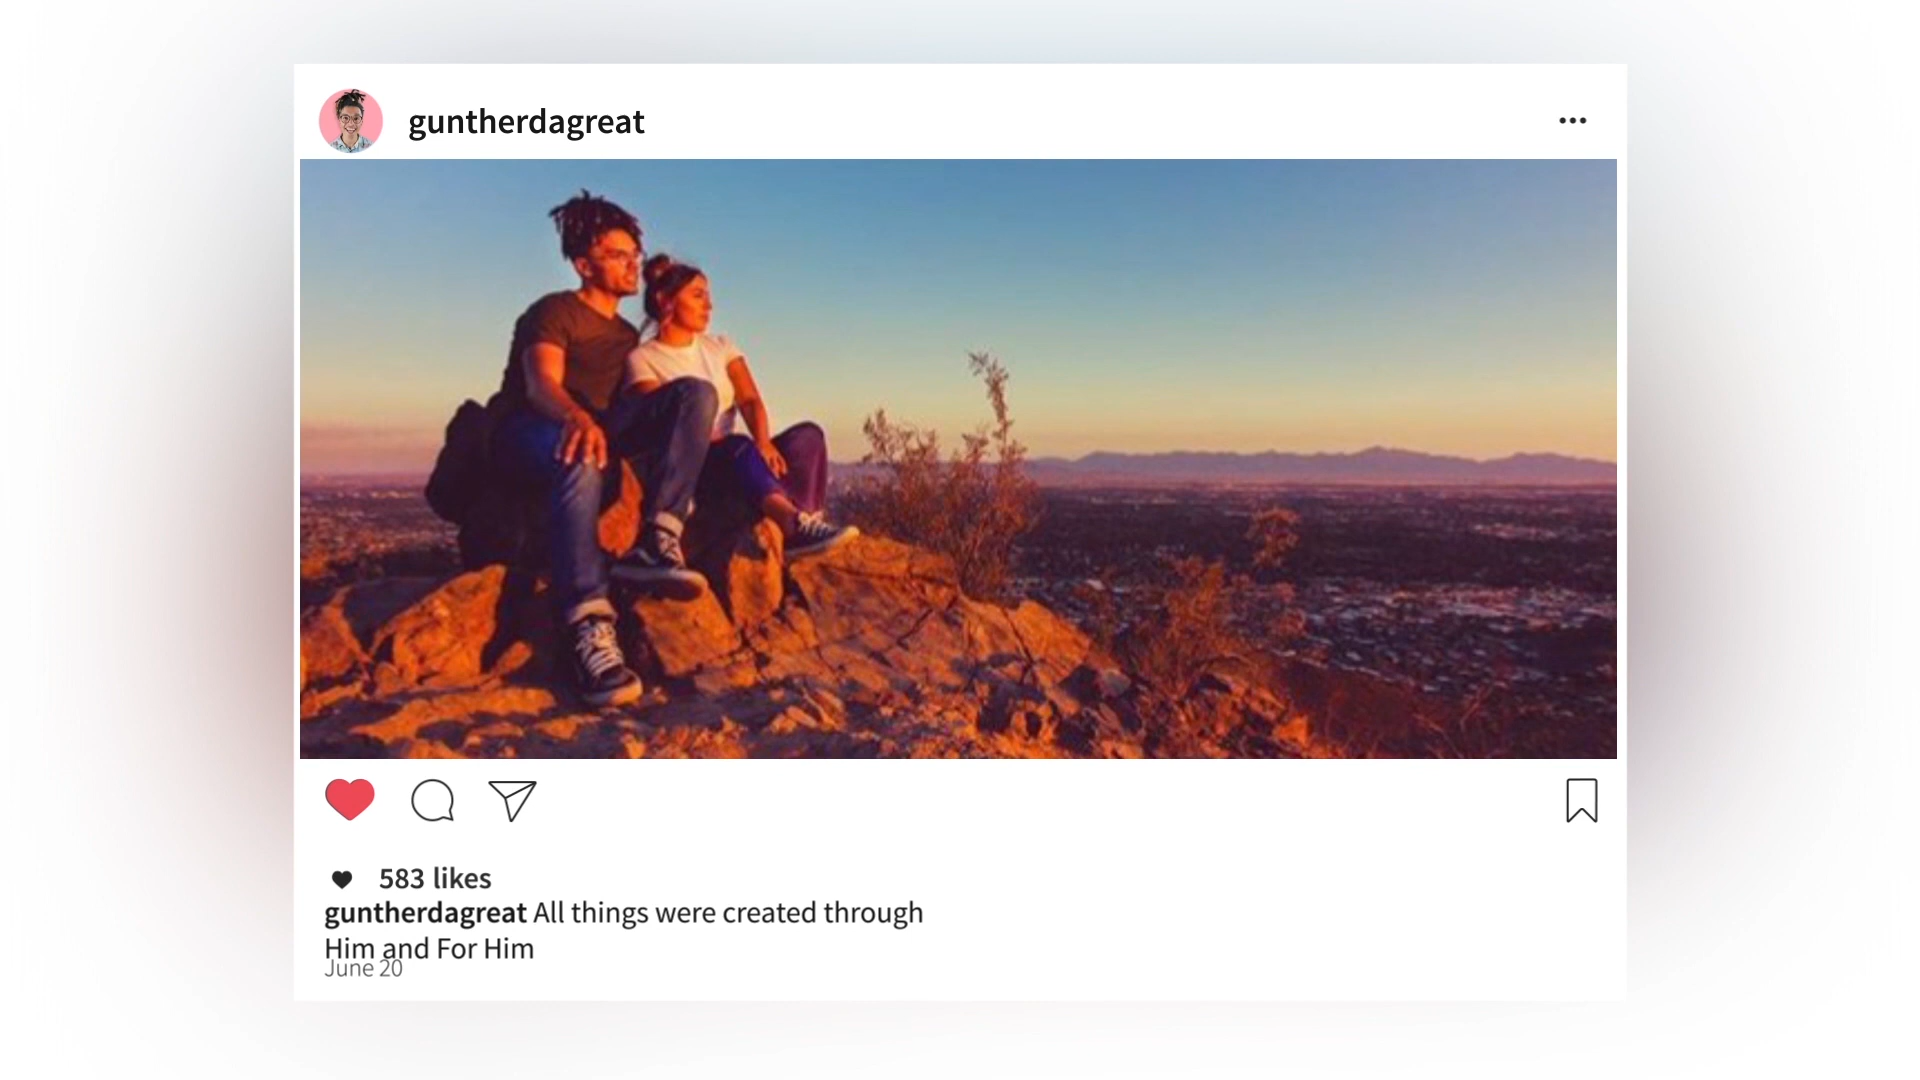 guntherdagreat
583 likes
guntherdagreat All things were created through
Him and For Him
June 20